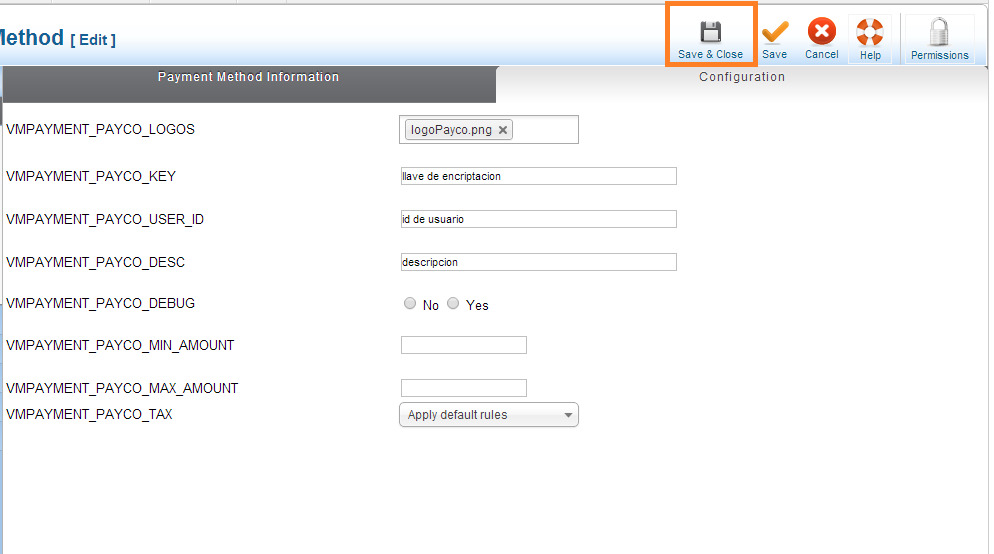 Method [ Edit ]
Save & Close
Save
Cancel
Help
Permissions
Payment Method Information
Configuration
VMPAYMENT_PAYCO_LOGOS
logoPayco.png
VMPAYMENT_PAYCO_KEY
llave de encriptacion
VMPAYMENT_PAYCO_USER_ID
id de usuario
VMPAYMENT_PAYCO_DESC
descripcion
VMPAYMENT_PAYCO_DEBUG
No
Yes
VMPAYMENT_PAYCO_MIN_AMOUNT
VMPAYMENT_PAYCO_MAX_AMOUNT
VMPAYMENT_PAYCO_TAX
Apply default rules